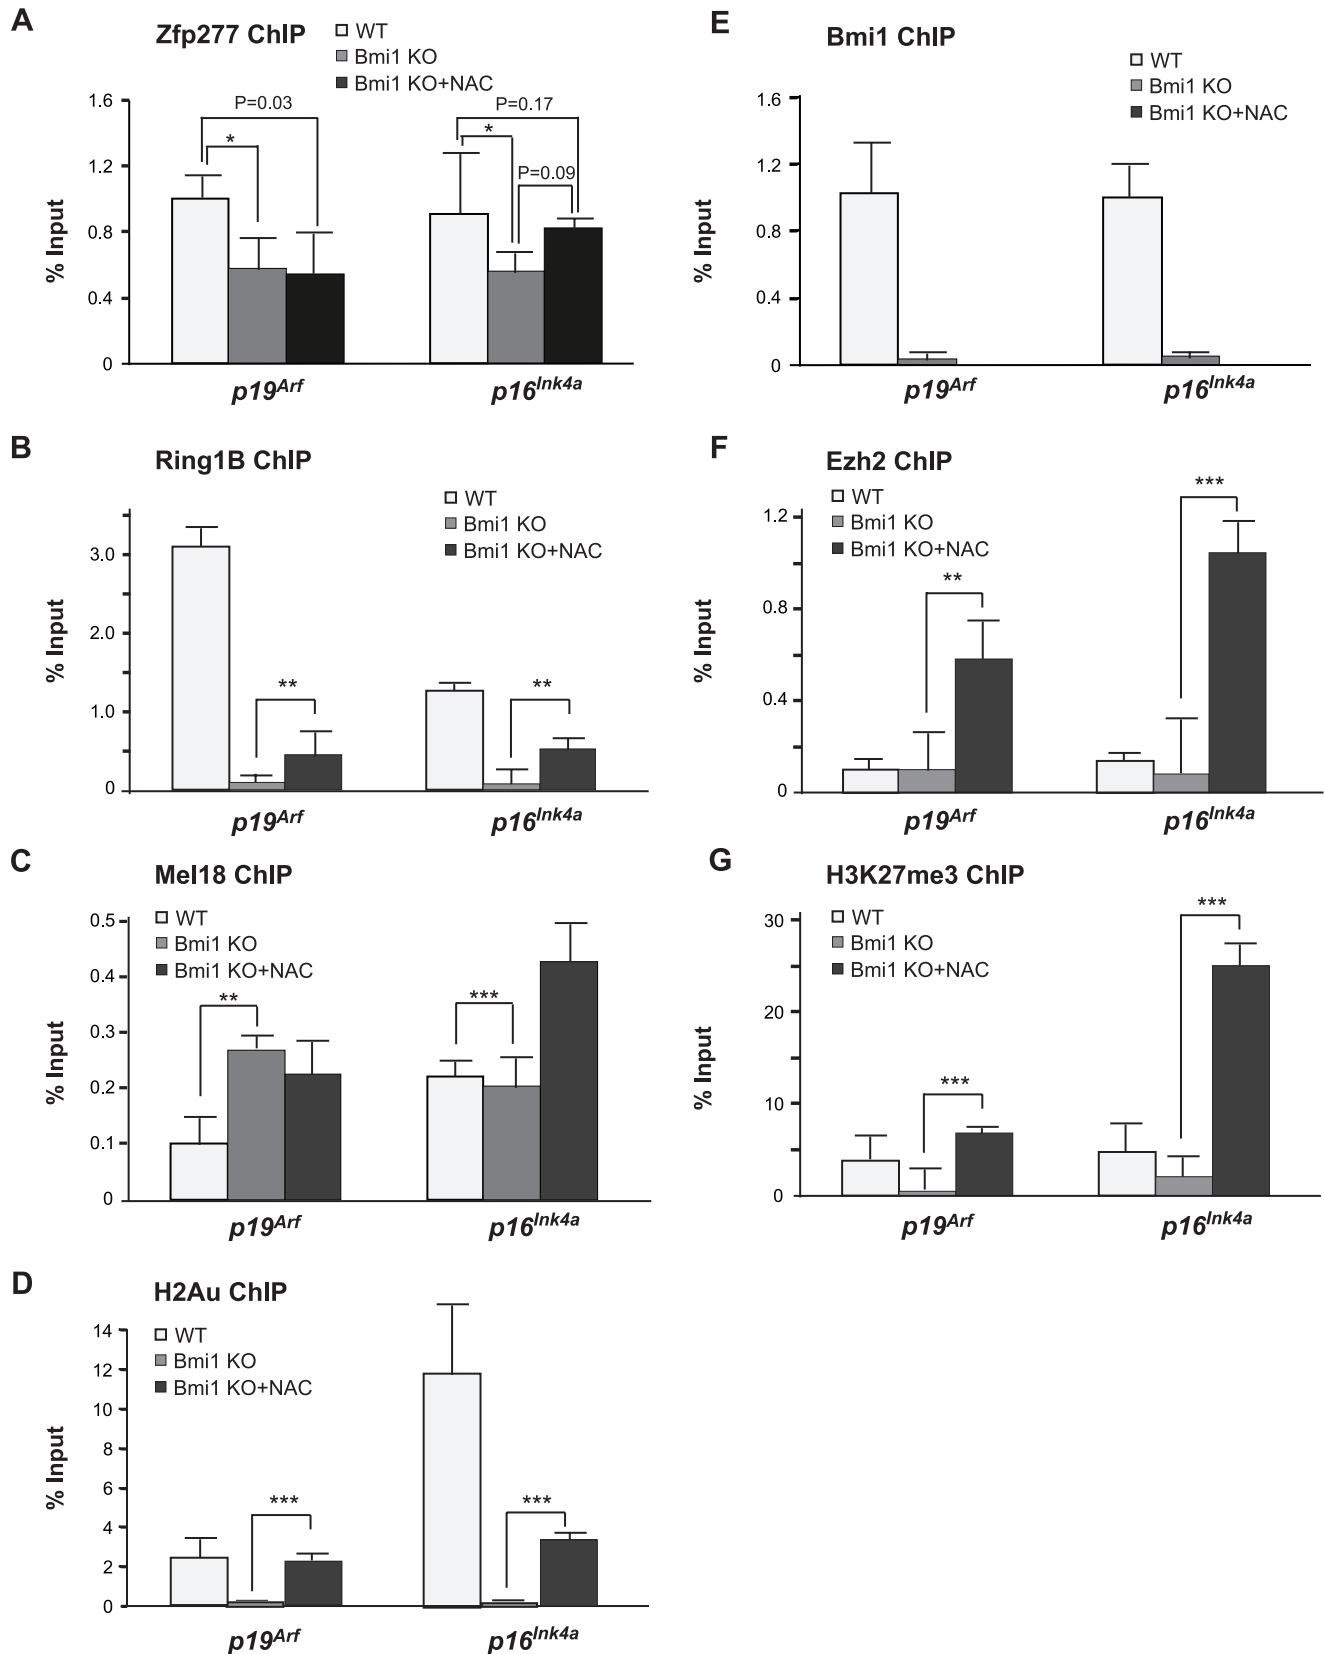 A
Zfp277 ChIP
WT
Bmi1 KO
Bmi1 KO+NAC
P=0.03
P=0.17
*
*
P=0.09
1.6
1.2
0.8
0.4
0
% Input
p19Arf
p16Ink4a
B
Ring1B ChIP
WT
Bmi1 KO
Bmi1 KO+NAC
3.0
2.0
1.0
0
% Input
**
**
p19Arf
p16Ink4a
C
Mel18 ChIP
WT
Bmi1 KO
Bmi1 KO+NAC
0.5
0.4
0.3
0.2
0.1
0
% Input
**
***
p19Arf
p16Ink4a
D
H2Au ChIP
WT
Bmi1 KO
Bmi1 KO+NAC
14
12
10
8
6
4
2
0
% Input
***
***
p19Arf
p16Ink4a
E
Bmi1 ChIP
WT
Bmi1 KO
Bmi1 KO+NAC
1.6
1.2
0.8
0.4
0
% Input
p19Arf
p16Ink4a
F
Ezh2 ChIP
WT
Bmi1 KO
Bmi1 KO+NAC
1.2
0.8
0.4
0
% Input
**
***
p19Arf
p16Ink4a
G
H3K27me3 ChIP
WT
Bmi1 KO
Bmi1 KO+NAC
30
20
10
0
% Input
***
***
p19Arf
p16Ink4a